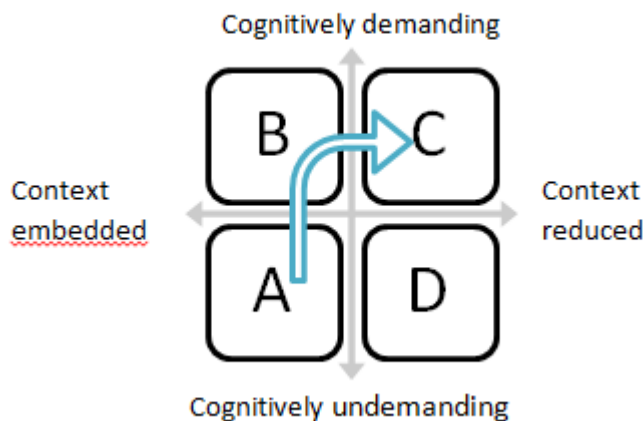 Cognitively demanding
B
C
Context
embedded
Context
reduced
A
D
Cognitively undemanding